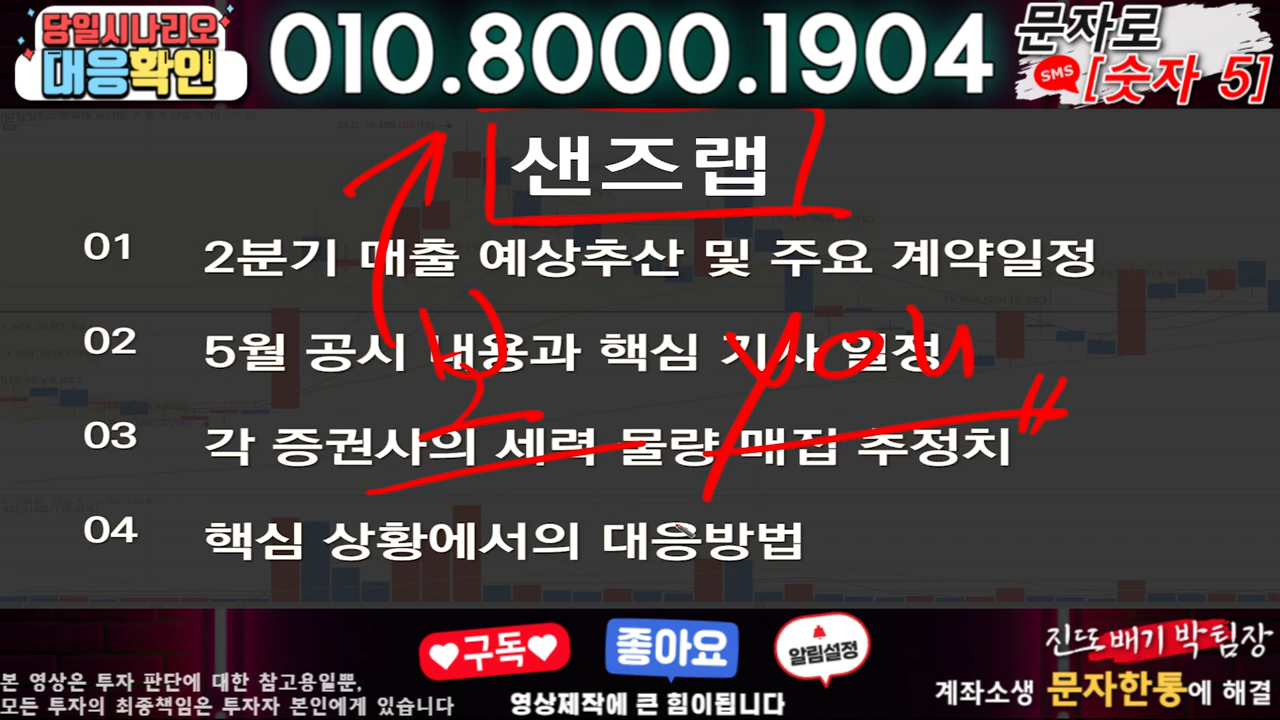 당일시나리오
대응확인
010.8000.1904
문자로
SMS [숫자 5]
샌즈랩
01 2분기 매출 예상추산 및 주요 계약일정
02 5월 공시 내용과 핵심 기사 일정
03 각 증권사의 세력 물량 매집 추정치
04 핵심 상황에서의 대응방법
보 you
구독
좋아요
알림설정
영상제작에 큰 힘이됩니다
본 영상은 투자 판단에 대한 참고용일뿐,
모든 투자의 최종책임은 투자자 본인에게 있습니다
진또배기 박팀장
계좌소생 문자한통에 해결